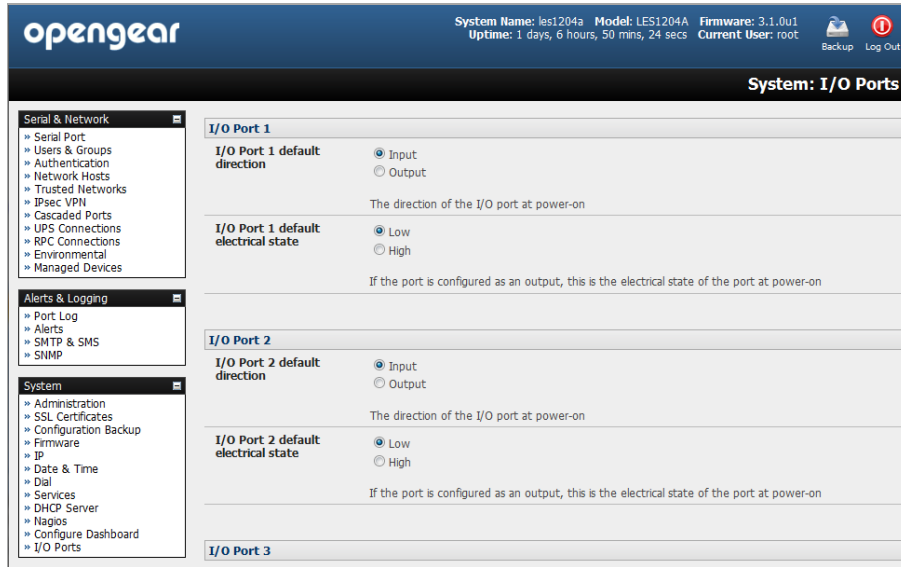 opengear
System Name: les1204a Model: LES1204A Firmware: 3.1.0u1
Uptime: 1 days, 6 hours, 50 mins, 24 secs Current User: root
Backup Log Out
System: I/O Ports
Serial & Network
» Serial Port
» Users & Groups
» Authentication
» Network Hosts
» Trusted Networks
» IPsec VPN
» Cascaded Ports
» UPS Connections
» RPC Connections
» Environmental
» Managed Devices
Alerts & Logging
» Port Log
» Alerts
» SMTP & SMS
» SNMP
System
» Administration
» SSL Certificates
» Configuration Backup
» Firmware
» IP
» Date & Time
» Dial
» Services
» DHCP Server
» Nagios
» Configure Dashboard
» I/O Ports
I/O Port 1
I/O Port 1 default
direction
Input
Output
The direction of the I/O port at power-on
I/O Port 1 default
electrical state
Low
High
If the port is configured as an output, this is the electrical state of the port at power-on
I/O Port 2
I/O Port 2 default
direction
Input
Output
The direction of the I/O port at power-on
I/O Port 2 default
electrical state
Low
High
If the port is configured as an output, this is the electrical state of the port at power-on
I/O Port 3